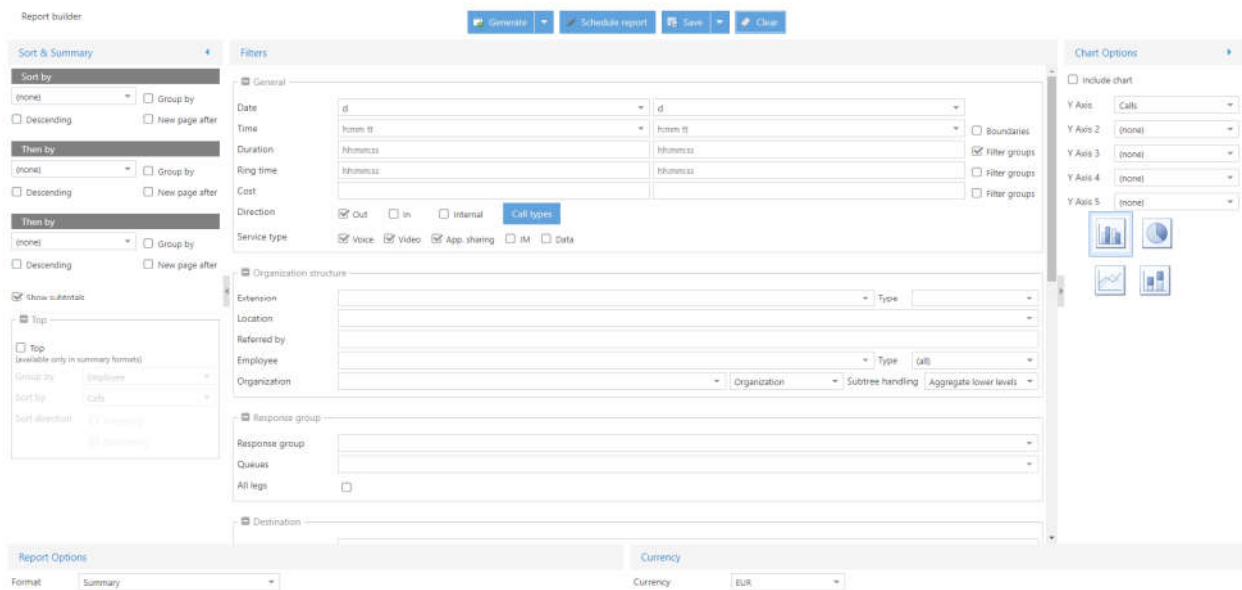 Report builder
Generate
Schedule report
Save
Clear
Sort & Summary
Sort by
(none)
Group by
Descending
New page after
Then by
(none)
Group by
Descending
New page after
Then by
(none)
Group by
Descending
New page after
Show subtotals
Top
Top
(available only in summary formats)
Group by Employee
Sort by Calls
Sort direction
Filters
General
Date d d
Time h:mm tt h:mm tt Boundaries
Duration hh:mm:ss hh:mm:ss Filter groups
Ring time hh:mm:ss hh:mm:ss Filter groups
Cost Filter groups
Direction Out In Internal Call types
Service type Voice Video App. sharing IM Data
Organization structure
Extension Type
Location
Referred by
Employee Type (all)
Organization Organization Subtree handling Aggregate lower levels
Response group
Response group
Queues
All legs
Destination
Chart Options
Include chart
Y Axis Calls
Y Axis 2 (none)
Y Axis 3 (none)
Y Axis 4 (none)
Y Axis 5 (none)
Report Options
Format Summary
Currency
Currency EUR